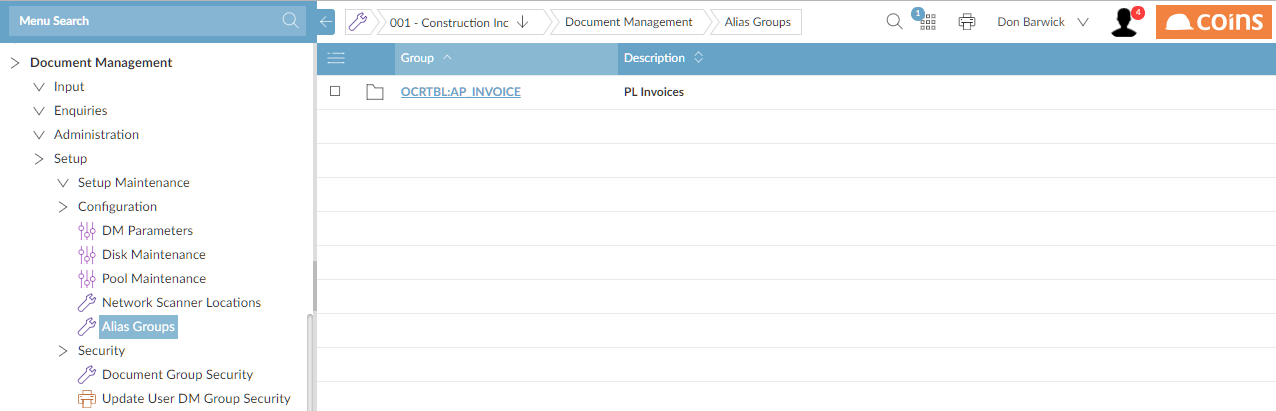 Menu Search
001 - Construction Inc
Document Management
Alias Groups
1
Don Barwick
4
coins
Document Management
Input
Enquiries
Administration
Setup
Setup Maintenance
Configuration
DM Parameters
Disk Maintenance
Pool Maintenance
Network Scanner Locations
Alias Groups
Security
Document Group Security
Update User DM Group Security
Group
Description
OCRTBL:AP_INVOICE
PL Invoices